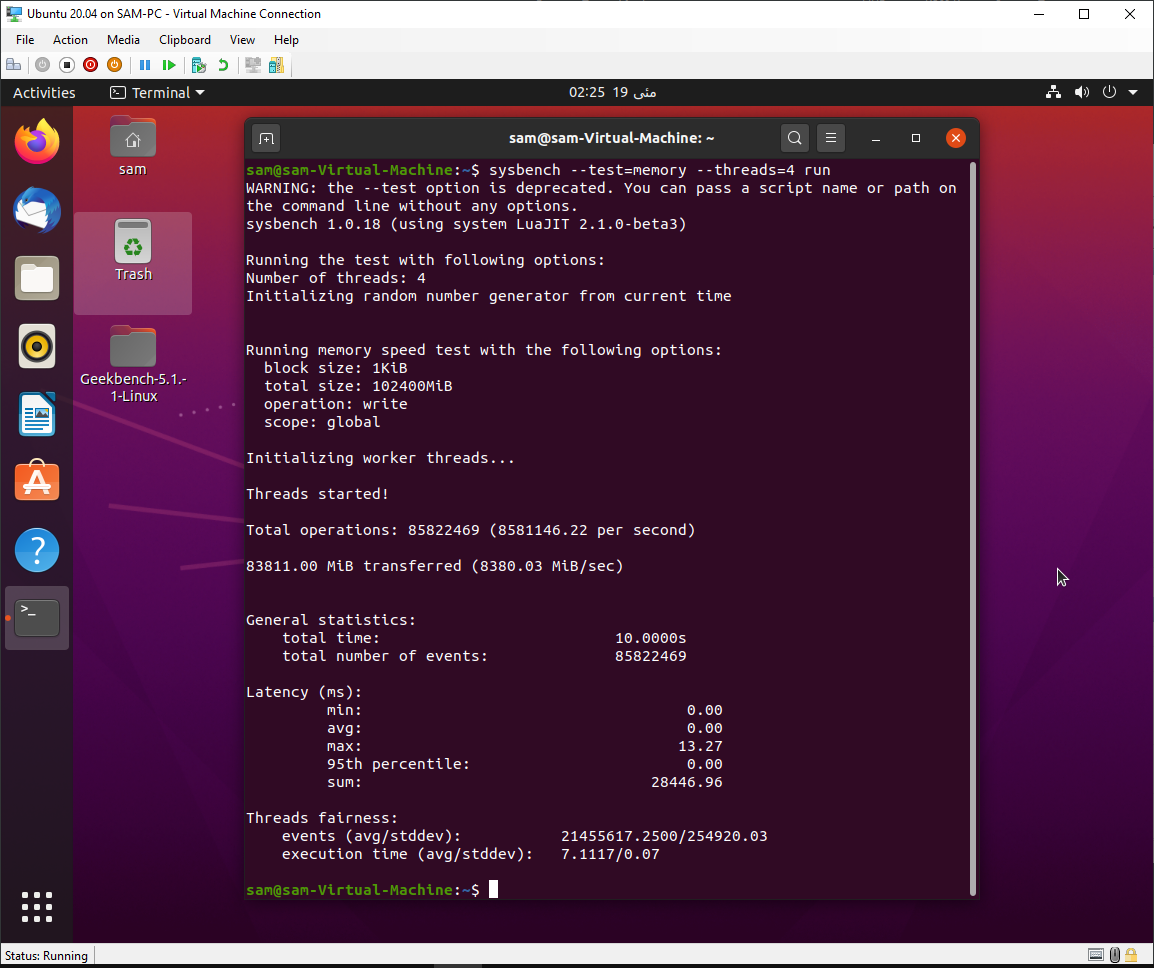 Ubuntu 20.04 on SAM-PC - Virtual Machine Connection
File Action Media Clipboard View Help
Activities Terminal 02:25 19 مئی
sam
Trash
Geekbench-5.1.-
1-Linux
sam@sam-Virtual-Machine: ~
sam@sam-Virtual-Machine:~$ sysbench --test=memory --threads=4 run
WARNING: the --test option is deprecated. You can pass a script name or path on
the command line without any options.
sysbench 1.0.18 (using system LuaJIT 2.1.0-beta3)
Running the test with following options:
Number of threads: 4
Initializing random number generator from current time
Running memory speed test with the following options:
block size: 1KiB
total size: 102400MiB
operation: write
scope: global
Initializing worker threads...
Threads started!
Total operations: 85822469 (8581146.22 per second)
83811.00 MiB transferred (8380.03 MiB/sec)
General statistics:
total time: 10.0000s
total number of events: 85822469
Latency (ms):
min: 0.00
avg: 0.00
max: 13.27
95th percentile: 0.00
sum: 28446.96
Threads fairness:
events (avg/stddev): 21455617.2500/254920.03
execution time (avg/stddev): 7.1117/0.07
sam@sam-Virtual-Machine:~$
Status: Running